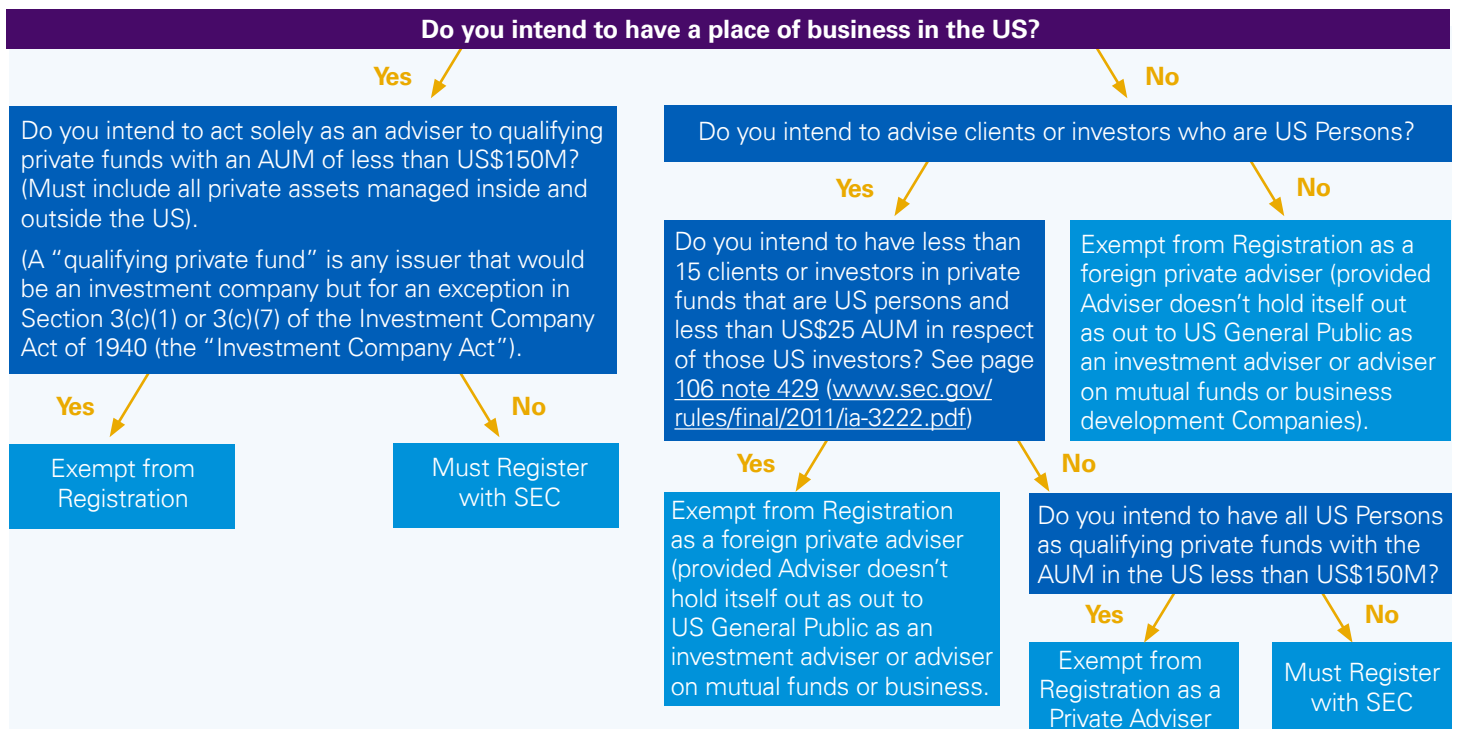 Do you intend to have a place of business in the US?
Yes
No
Do you intend to act solely as an adviser to qualifying
private funds with an AUM of less than US$150M?
(Must include all private assets managed inside and
outside the US).
(A “qualifying private fund” is any issuer that would
be an investment company but for an exception in
Section 3(c)(1) or 3(c)(7) of the Investment Company
Act of 1940 (the “Investment Company Act”).
Yes
No
Exempt from
Registration
Must Register
with SEC
Do you intend to advise clients or investors who are US Persons?
Yes
No
Do you intend to have less than
15 clients or investors in private
funds that are US persons and
less than US$25 AUM in respect
of those US investors? See page
106 note 429 (www.sec.gov/
rules/final/2011/ia-3222.pdf)
Exempt from Registration as a
foreign private adviser (provided
Adviser doesn't hold itself out
as out to US General Public as
an investment adviser or adviser
on mutual funds or business
development Companies).
Yes
No
Exempt from Registration
as a foreign private adviser
(provided Adviser doesn't
hold itself out as out to
US General Public as an
investment adviser or adviser
on mutual funds or business.
Do you intend to have all US Persons
as qualifying private funds with the
AUM in the US less than US$150M?
Yes
No
Exempt from
Registration as a
Private Adviser
Must Register
with SEC